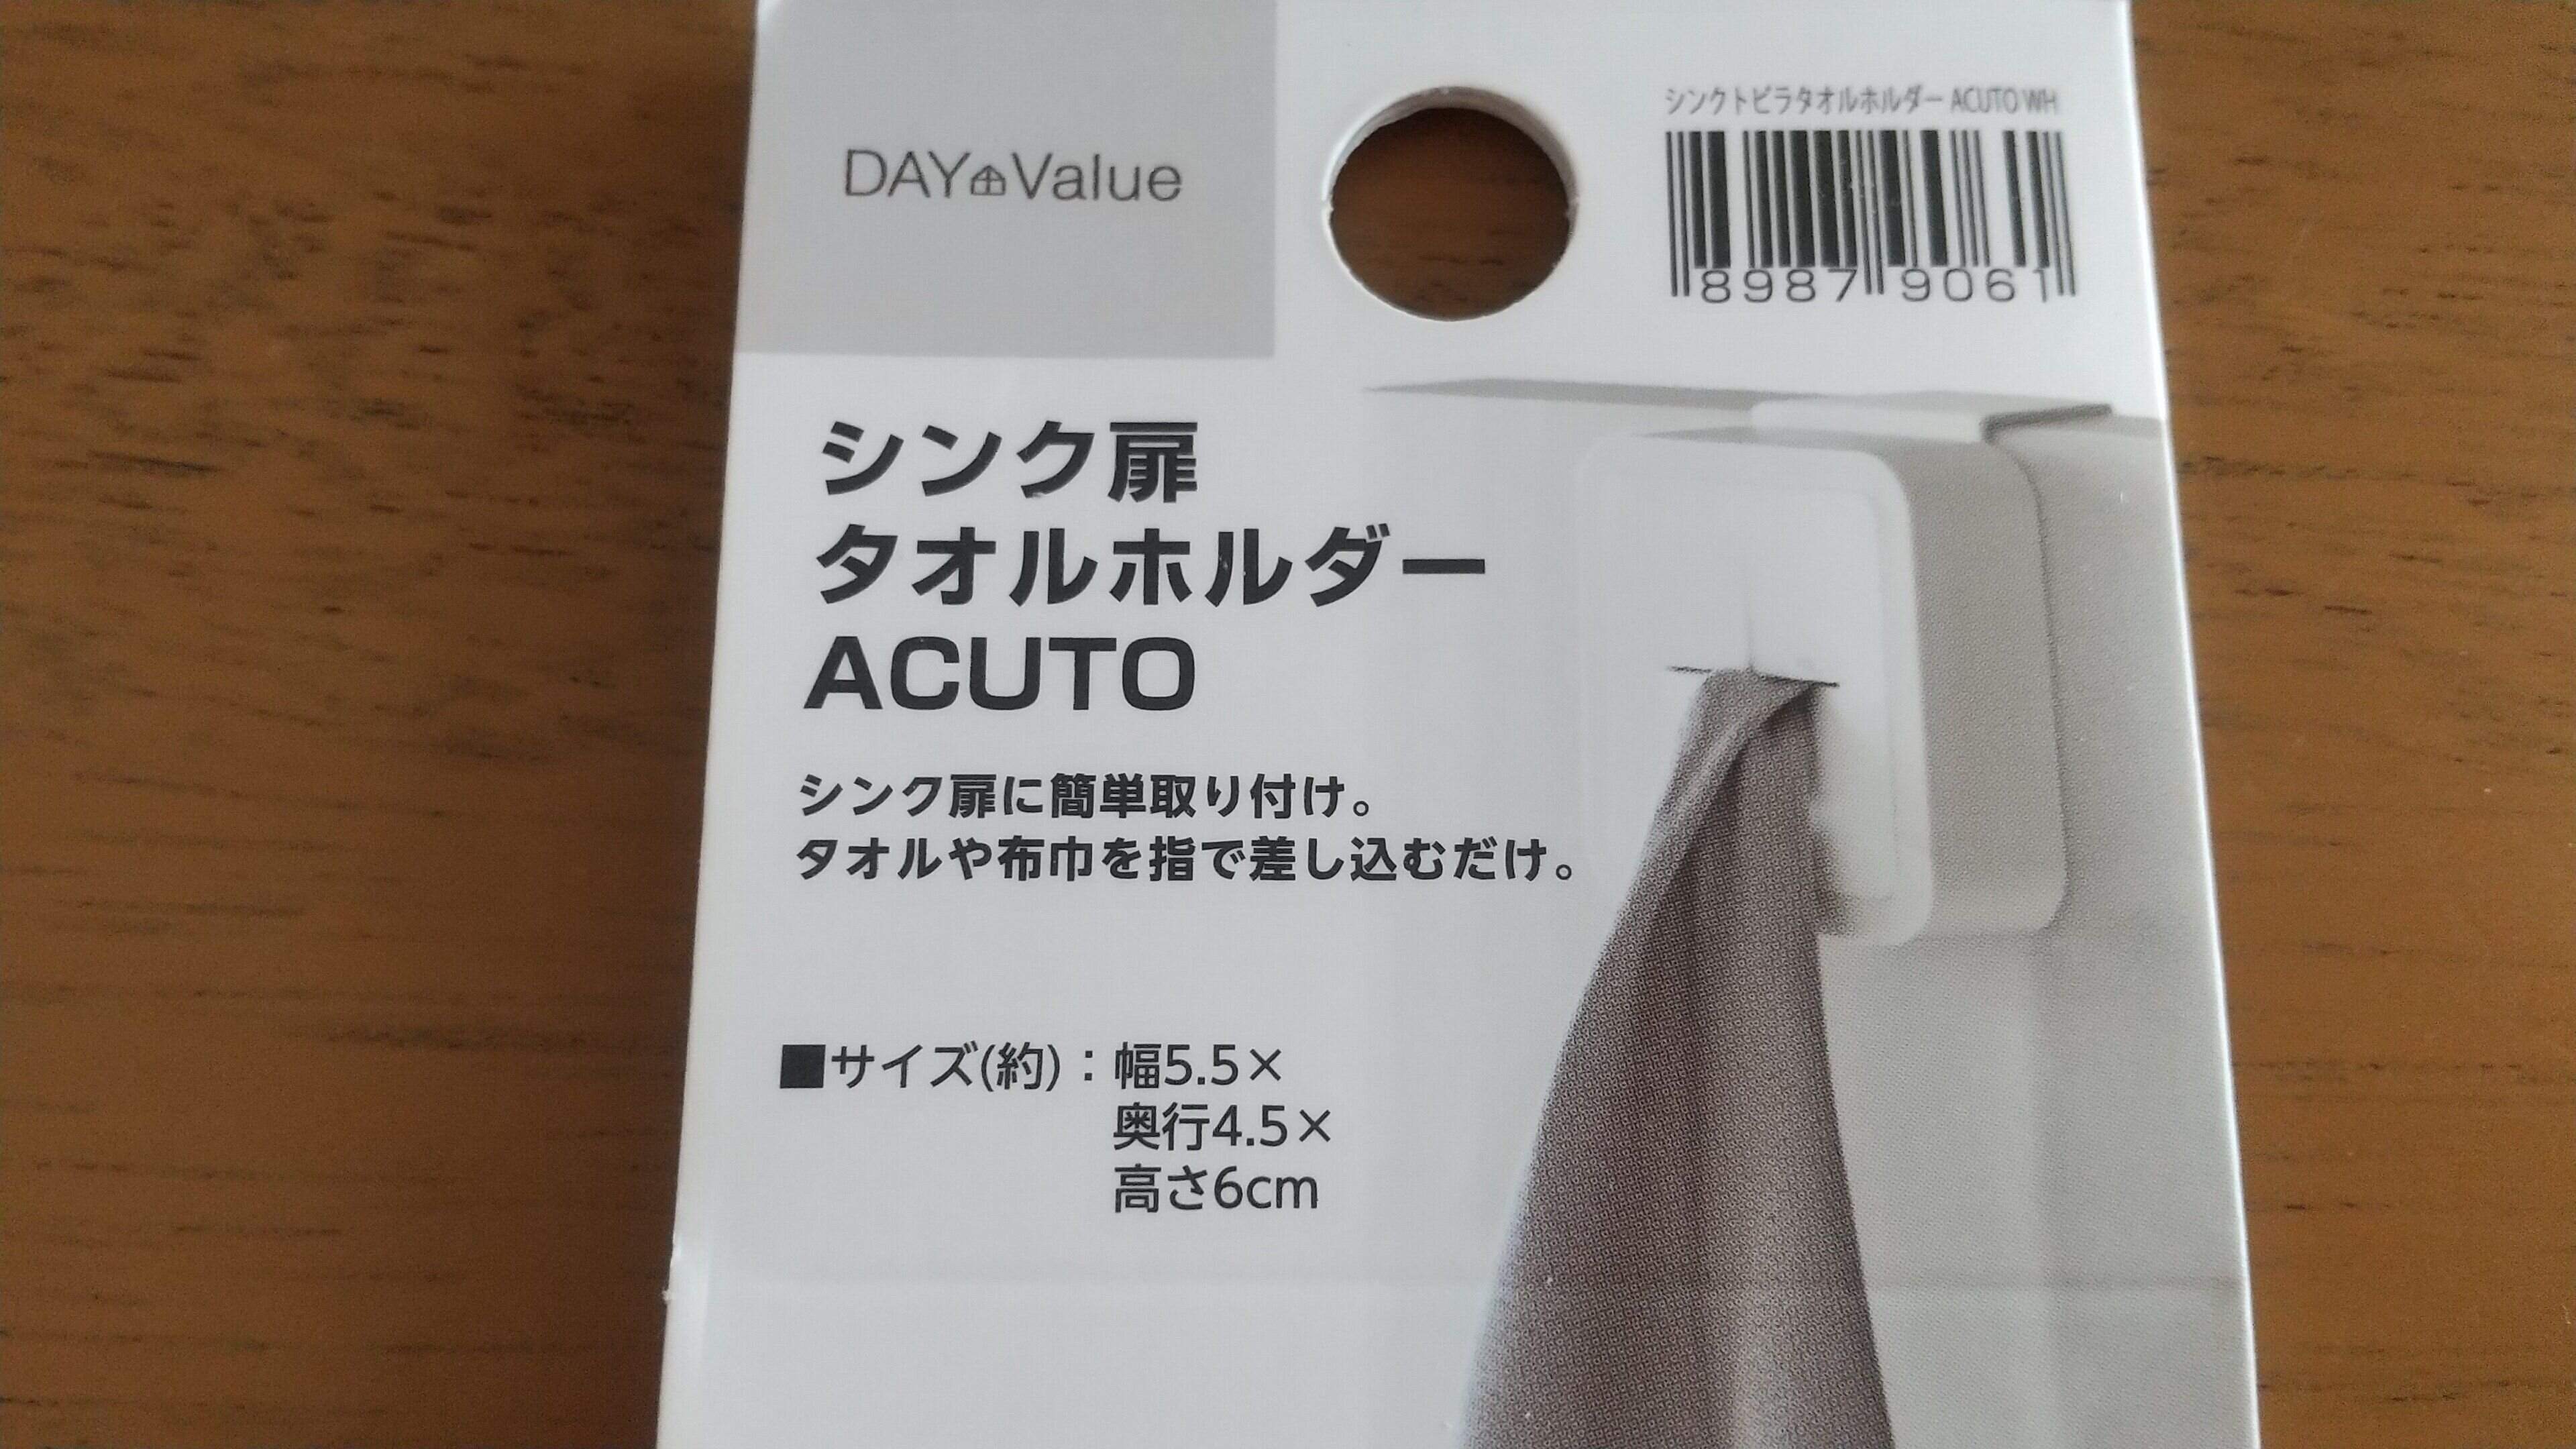 DAY Value
シンクトビラタオルホルダー ACUTO WH
8987 9061
シンク扉
タオルホルダー
ACUTO
シンク扉に簡単取り付け。
タオルや布巾を指で差し込むだけ。
■サイズ(約)：幅5.5×
奥行4.5×
高さ6cm